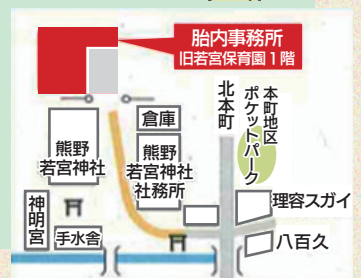 胎内事務所
旧若宮保育園1階
北本町
本町地区
ポケットパーク
倉庫
熊野
若宮神社
熊野
若宮神社
社務所
神明宮
手水舎
理容スガイ
八百久